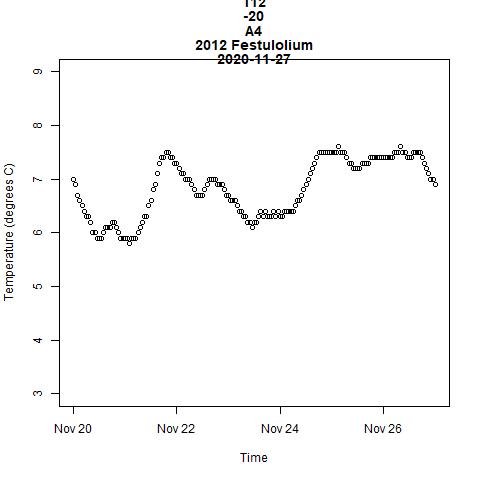 T12
-20
A4
2012 Festulolium
2020-11-27
9
8
7
6
5
4
3
Temperature (degrees C)
Nov 20
Nov 22
Nov 24
Nov 26
Time